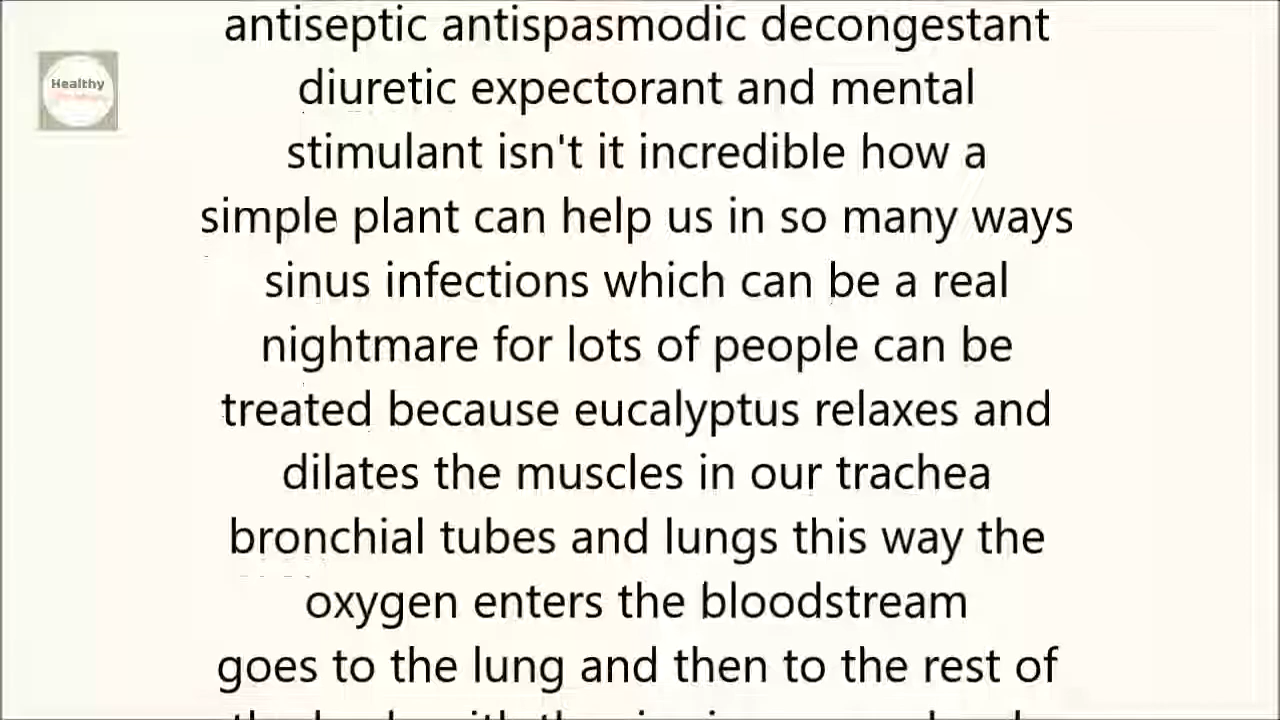 antiseptic antispasmodic decongestant
Healthy
diuretic expectorant and mental
stimulant isn't it incredible how a
simple plant can help us in so many ways
sinus infections which can be a real
nightmare for lots of people can be
treated because eucalyptus relaxes and
dilates the muscles in our trachea
bronchial tubes and lungs this way the
oxygen enters the bloodstream
goes to the lung and then to the rest of